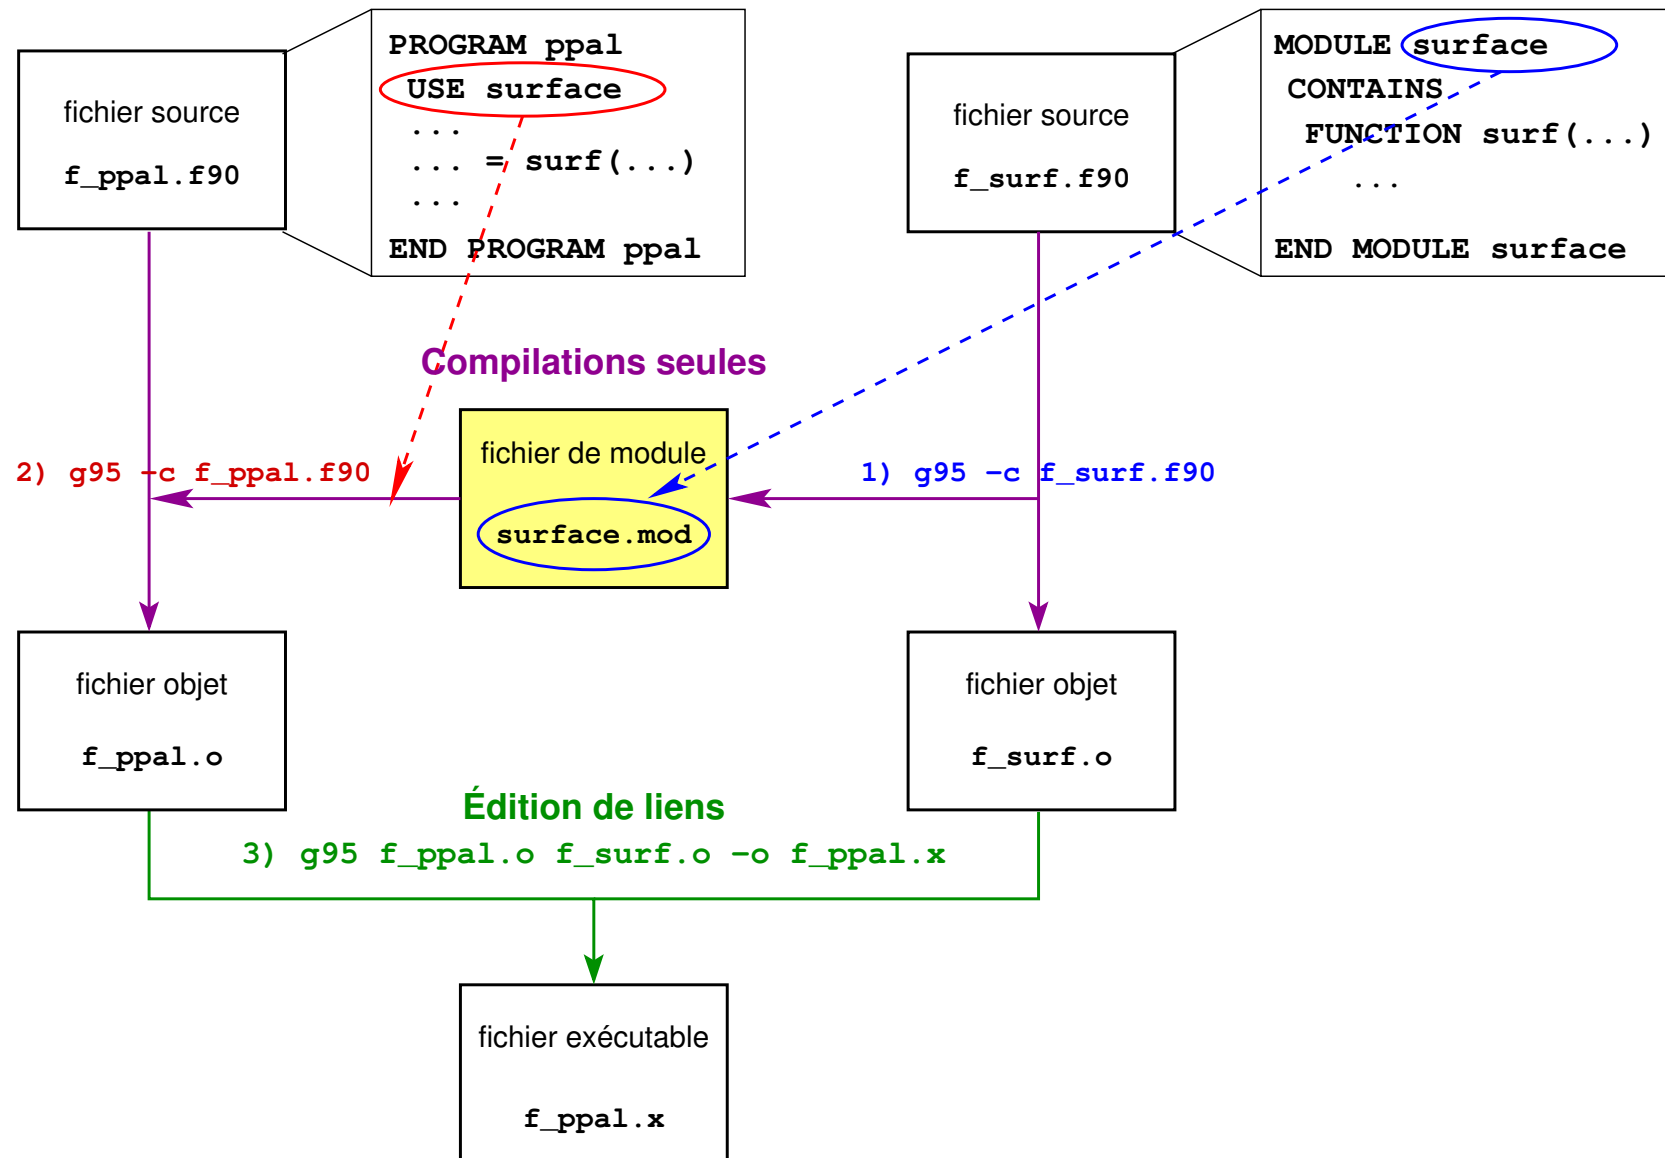 fichier source
f_ppal.f90
PROGRAM ppal
USE surface
...
... = surf(...)
...
END PROGRAM ppal
fichier source
f_surf.f90
MODULE surface
CONTAINS
FUNCTION surf(...)
...
END MODULE surface
Compilations seules
2) g95 -c f_ppal.f90
fichier de module
surface.mod
1) g95 -c f_surf.f90
fichier objet
f_ppal.o
fichier objet
f_surf.o
Édition de liens
3) g95 f_ppal.o f_surf.o -o f_ppal.x
fichier exécutable
f_ppal.x